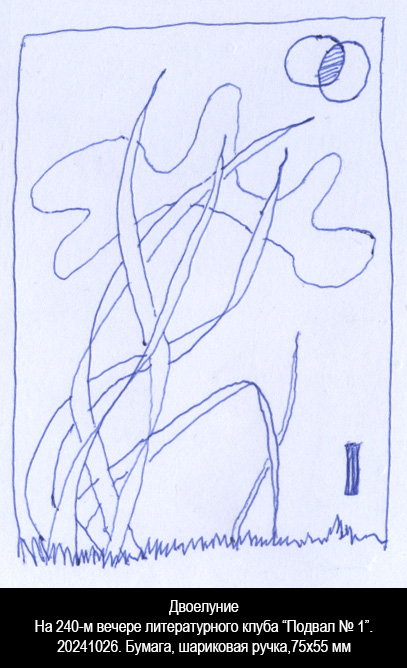 Двоелуние
На 240-м вечере литературного клуба “Подвал № 1”.
20241026. Бумага, шариковая ручка,75х55 мм